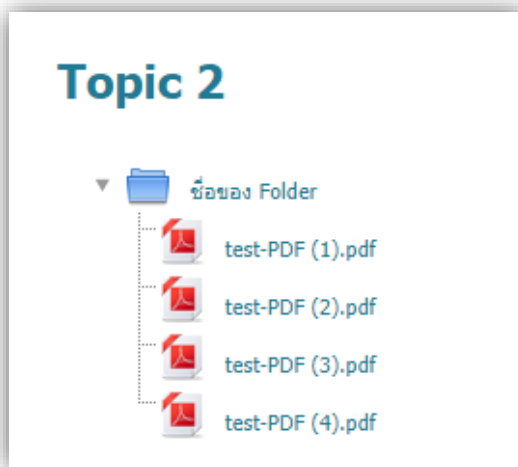 Topic 2
ชื่อของ Folder
test-PDF (1).pdf
test-PDF (2).pdf
test-PDF (3).pdf
test-PDF (4).pdf